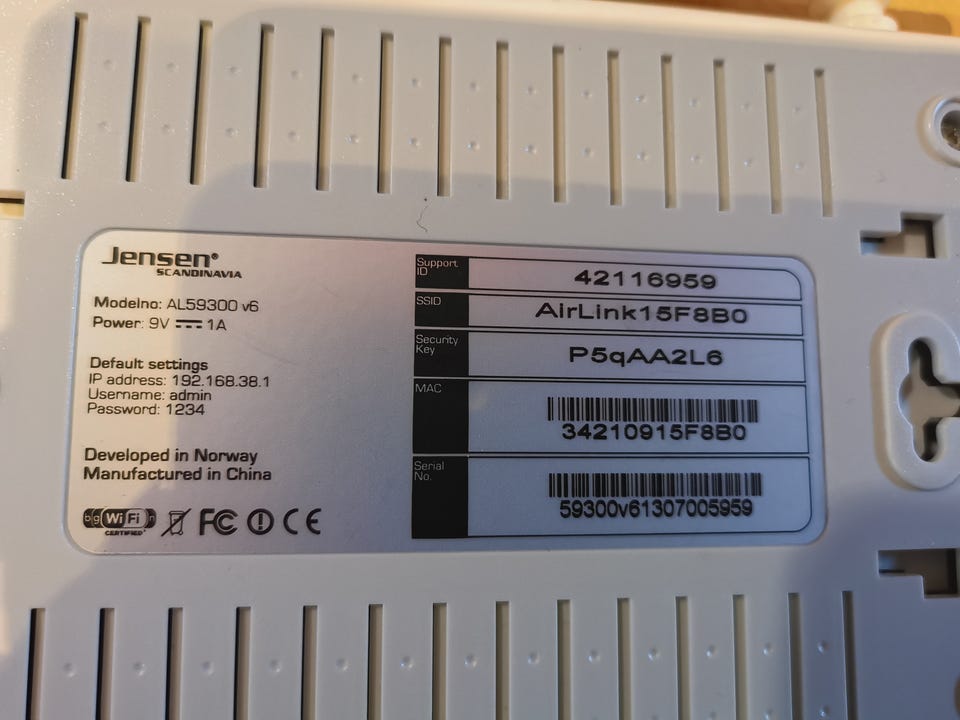 Jensen®
SCANDINAVIA
Modelno: AL59300 v6
Power: 9V ⎓ 1A
Default settings
IP address: 192.168.38.1
Username: admin
Password: 1234
Developed in Norway
Manufactured in China
b g WiFi n
CERTIFIED
FC CE
Support
ID
42116959
SSID
AirLink15F8B0
Security
Key
P5qAA2L6
MAC
34210915F8B0
Serial
No.
59300v61307005959